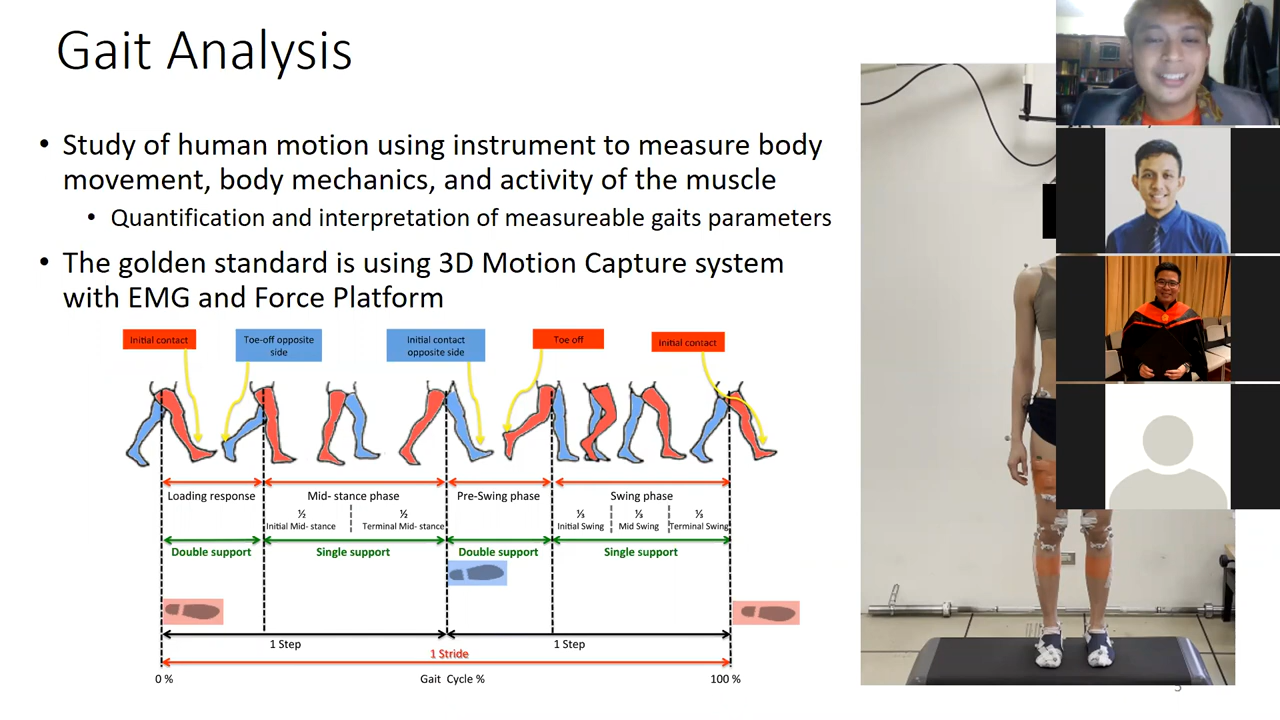 Gait Analysis
• Study of human motion using instrument to measure body
movement, body mechanics, and activity of the muscle
• Quantification and interpretation of measureable gaits parameters
• The golden standard is using 3D Motion Capture system
with EMG and Force Platform
Initial contact
Toe-off opposite
side
Initial contact
opposite side
Toe off
Initial contact
Loading response
Mid- stance phase
Pre-Swing phase
Swing phase
½
½
⅓
⅓
⅓
Initial Mid- stance
Terminal Mid- stance
Initial Swing
Mid Swing
Terminal Swing
Double support
Single support
Double support
Single support
1 Step
1 Step
1 Stride
0 %
Gait Cycle %
100 %